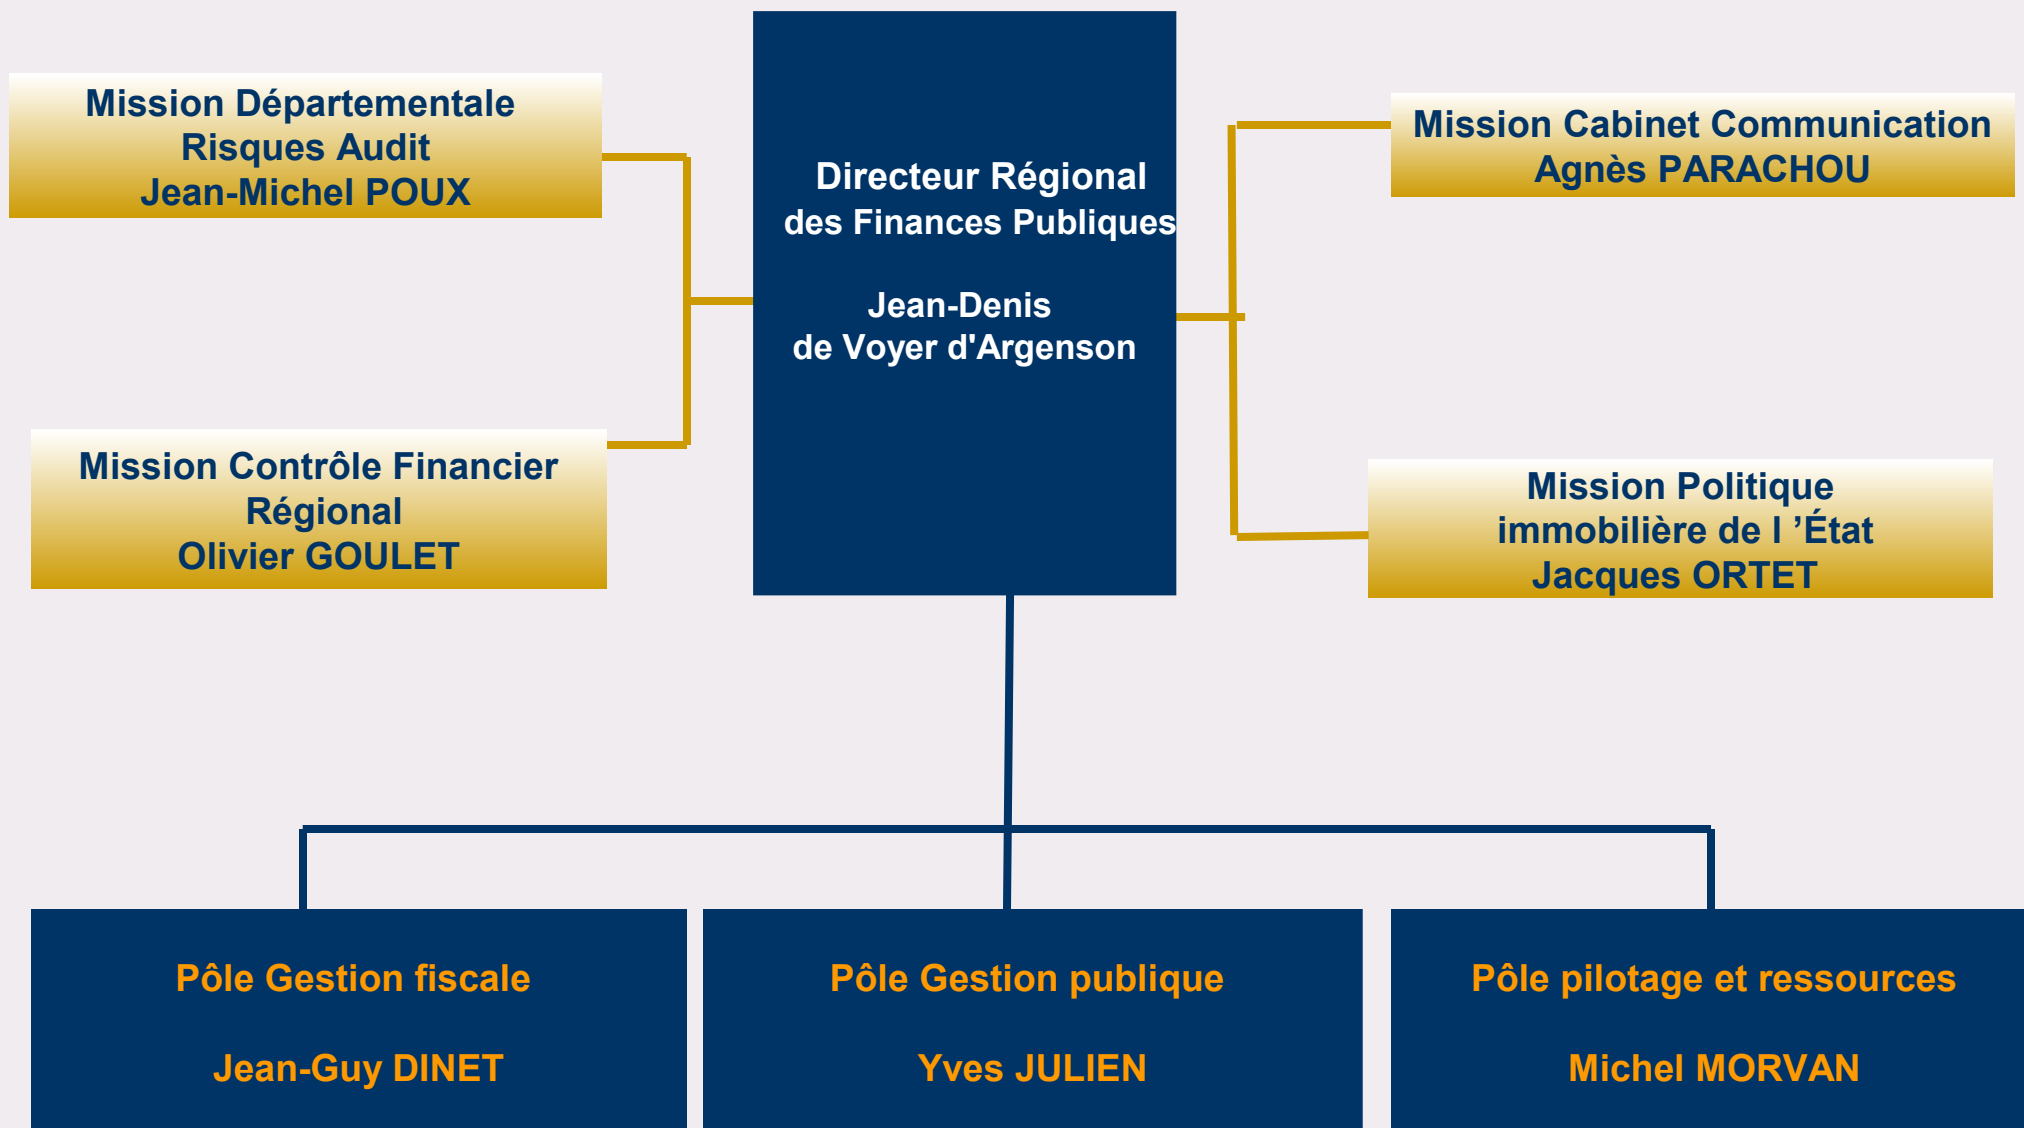 Mission Départementale
Risques Audit
Jean-Michel POUX
Directeur Régional
des Finances Publiques
Jean-Denis
de Voyer d'Argenson
Mission Cabinet Communication
Agnès PARACHOU
Mission Contrôle Financier
Régional
Olivier GOULET
Mission Politique
immobilière de l ’État
Jacques ORTET
Pôle Gestion fiscale
Jean-Guy DINET
Pôle Gestion publique
Yves JULIEN
Pôle pilotage et ressources
Michel MORVAN